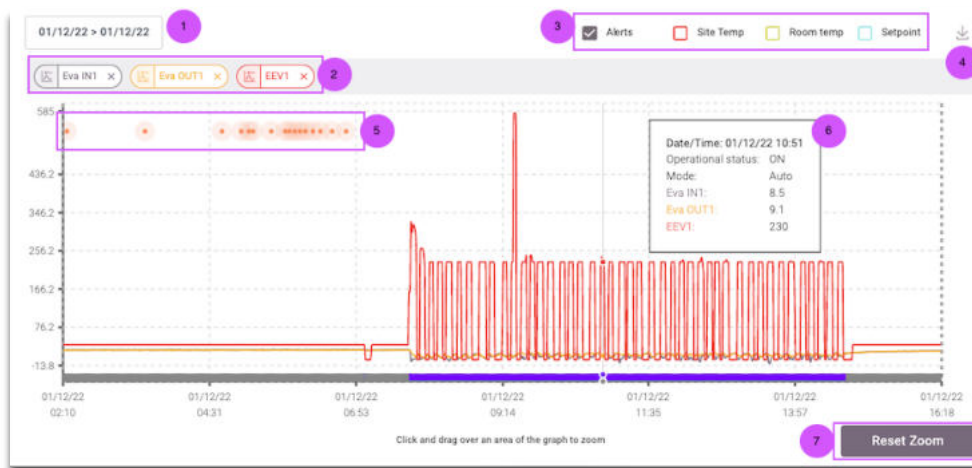 01/12/22 > 01/12/22
1
3
Alerts
Site Temp
Room temp
Setpoint
4
Eva IN1 ×
Eva OUT1 ×
EEV1 ×
2
585
436.2
346.2
256.2
166.2
76.2
-13.8
5
6
Date/Time: 01/12/22 10:51
Operational status: ON
Mode: Auto
Eva IN1: 8.5
Eva OUT1: 9.1
EEV1: 230
01/12/22 01/12/22 01/12/22 01/12/22 01/12/22 01/12/22 01/12/22
02:10 04:31 06:53 09:14 11:35 13:57 16:18
Click and drag over an area of the graph to zoom
7
Reset Zoom